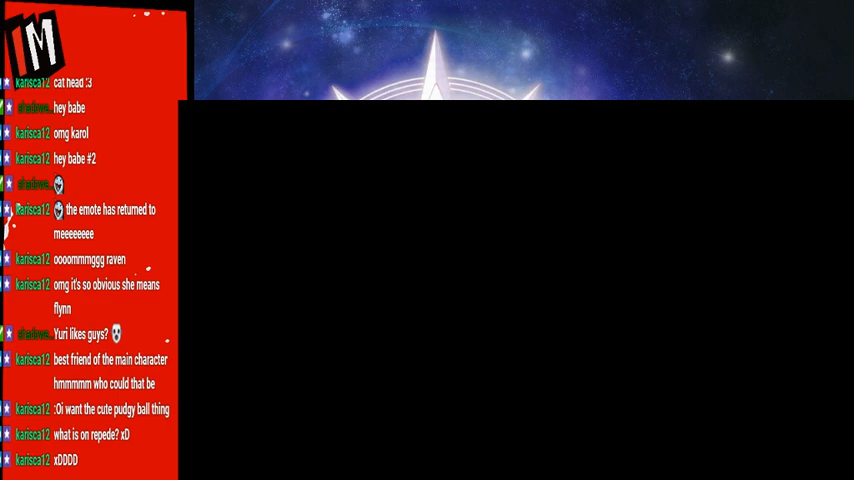 M
karisca12 cat head :3
hey babe
karisca12 omg karol
karisca12 hey babe #2
karisca12 the emote has returned to
meeeeeeee
karisca12 oooommmggg raven
karisca12 omg it's so obvious she means
flynn
Yuri likes guys?
karisca12 best friend of the main character
hmmmmm who could that be
karisca12 :Oi want the cute pudgy ball thing
karisca12 what is on repede? xD
karisca12 xDDDD